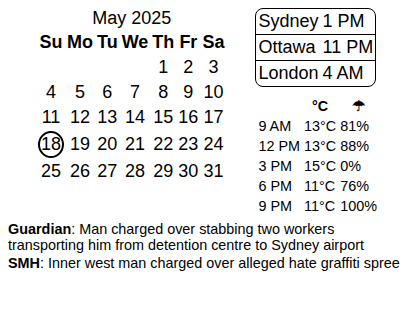 May 2025
Su Mo Tu We Th Fr Sa
1 2 3
4 5 6 7 8 9 10
11 12 13 14 15 16 17
18 19 20 21 22 23 24
25 26 27 28 29 30 31
Sydney 1 PM
Ottawa 11 PM
London 4 AM
°C ☂
9 AM 13°C 81%
12 PM 13°C 88%
3 PM 15°C 0%
6 PM 11°C 76%
9 PM 11°C 100%
Guardian: Man charged over stabbing two workers
transporting him from detention centre to Sydney airport
SMH: Inner west man charged over alleged hate graffiti spree